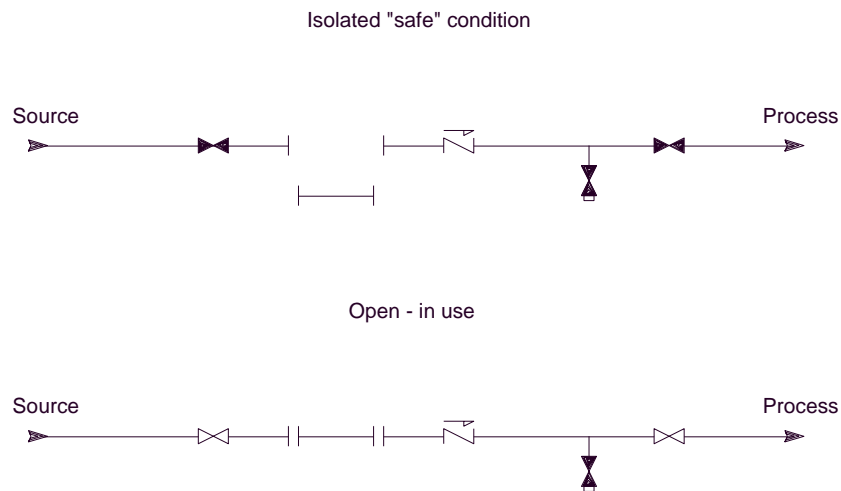 Isolated "safe" condition
Source
Process
Open - in use
Source
Process